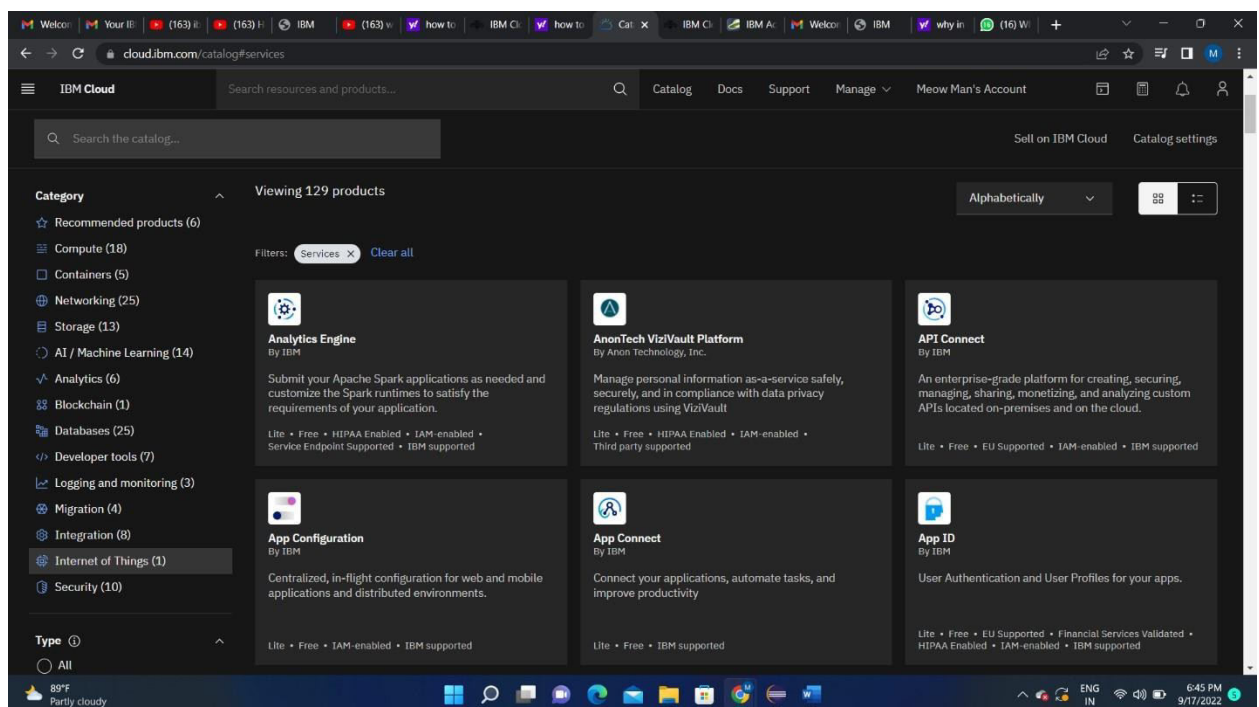 Welcon
Your IB
(163) ib
(163) H
IBM
(163) w
how to
IBM Cl
how to
Cat
IBM Cl
IBM Ac
Welcon
IBM
why in
(16) W
cloud.ibm.com/catalog#services
M
IBM Cloud
Search resources and products...
Catalog
Docs
Support
Manage
Meow Man's Account
Search the catalog...
Sell on IBM Cloud
Catalog settings
Category
Recommended products (6)
Compute (18)
Containers (5)
Networking (25)
Storage (13)
AI / Machine Learning (14)
Analytics (6)
Blockchain (1)
Databases (25)
Developer tools (7)
Logging and monitoring (3)
Migration (4)
Integration (8)
Internet of Things (1)
Security (10)
Type
All
Viewing 129 products
Alphabetically
Filters: Services Clear all
Analytics Engine
By IBM
Submit your Apache Spark applications as needed and
customize the Spark runtimes to satisfy the
requirements of your application.
Lite • Free • HIPAA Enabled • IAM-enabled •
Service Endpoint Supported • IBM supported
AnonTech ViziVault Platform
By Anon Technology, Inc.
Manage personal information as-a-service safely,
securely, and in compliance with data privacy
regulations using ViziVault
Lite • Free • HIPAA Enabled • IAM-enabled •
Third party supported
API Connect
By IBM
An enterprise-grade platform for creating, securing,
managing, sharing, monetizing, and analyzing custom
APIs located on-premises and on the cloud.
Lite • Free • EU Supported • IAM-enabled • IBM supported
App Configuration
By IBM
Centralized, in-flight configuration for web and mobile
applications and distributed environments.
Lite • Free • IAM-enabled • IBM supported
App Connect
By IBM
Connect your applications, automate tasks, and
improve productivity
Lite • Free • IBM supported
App ID
By IBM
User Authentication and User Profiles for your apps.
Lite • Free • EU Supported • Financial Services Validated •
HIPAA Enabled • IAM-enabled • IBM supported
89°F
Partly cloudy
ENG
IN
6:45 PM
9/17/2022
5